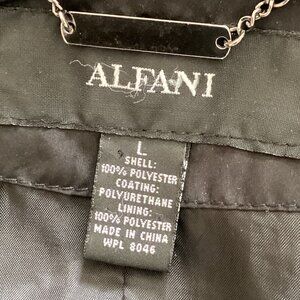 ALFANI
L
SHELL:
100% POLYESTER
COATING:
POLYURETHANE
LINING:
100% POLYESTER
MADE IN CHINA
WPL 8046